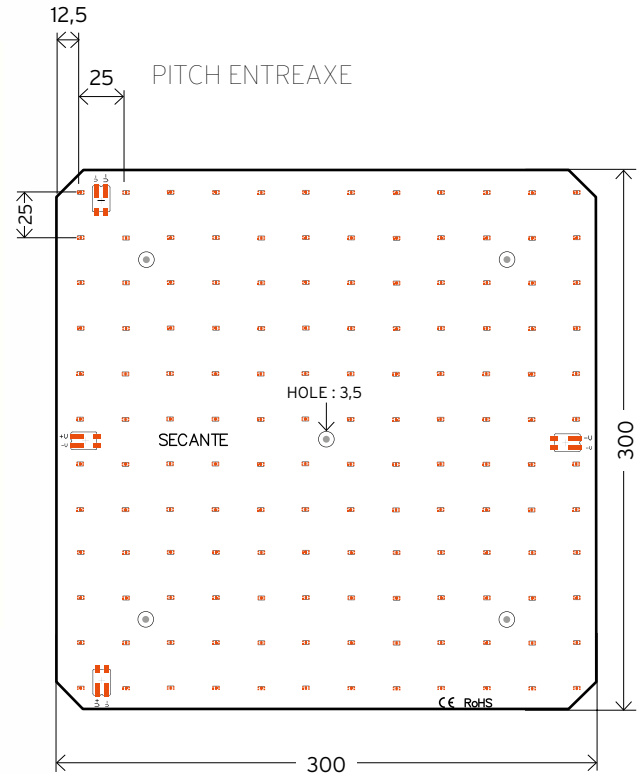 12,5
25
PITCH ENTREAXE
25
HOLE : 3,5
SECANTE
+V
-V
300
CE RoHS
300